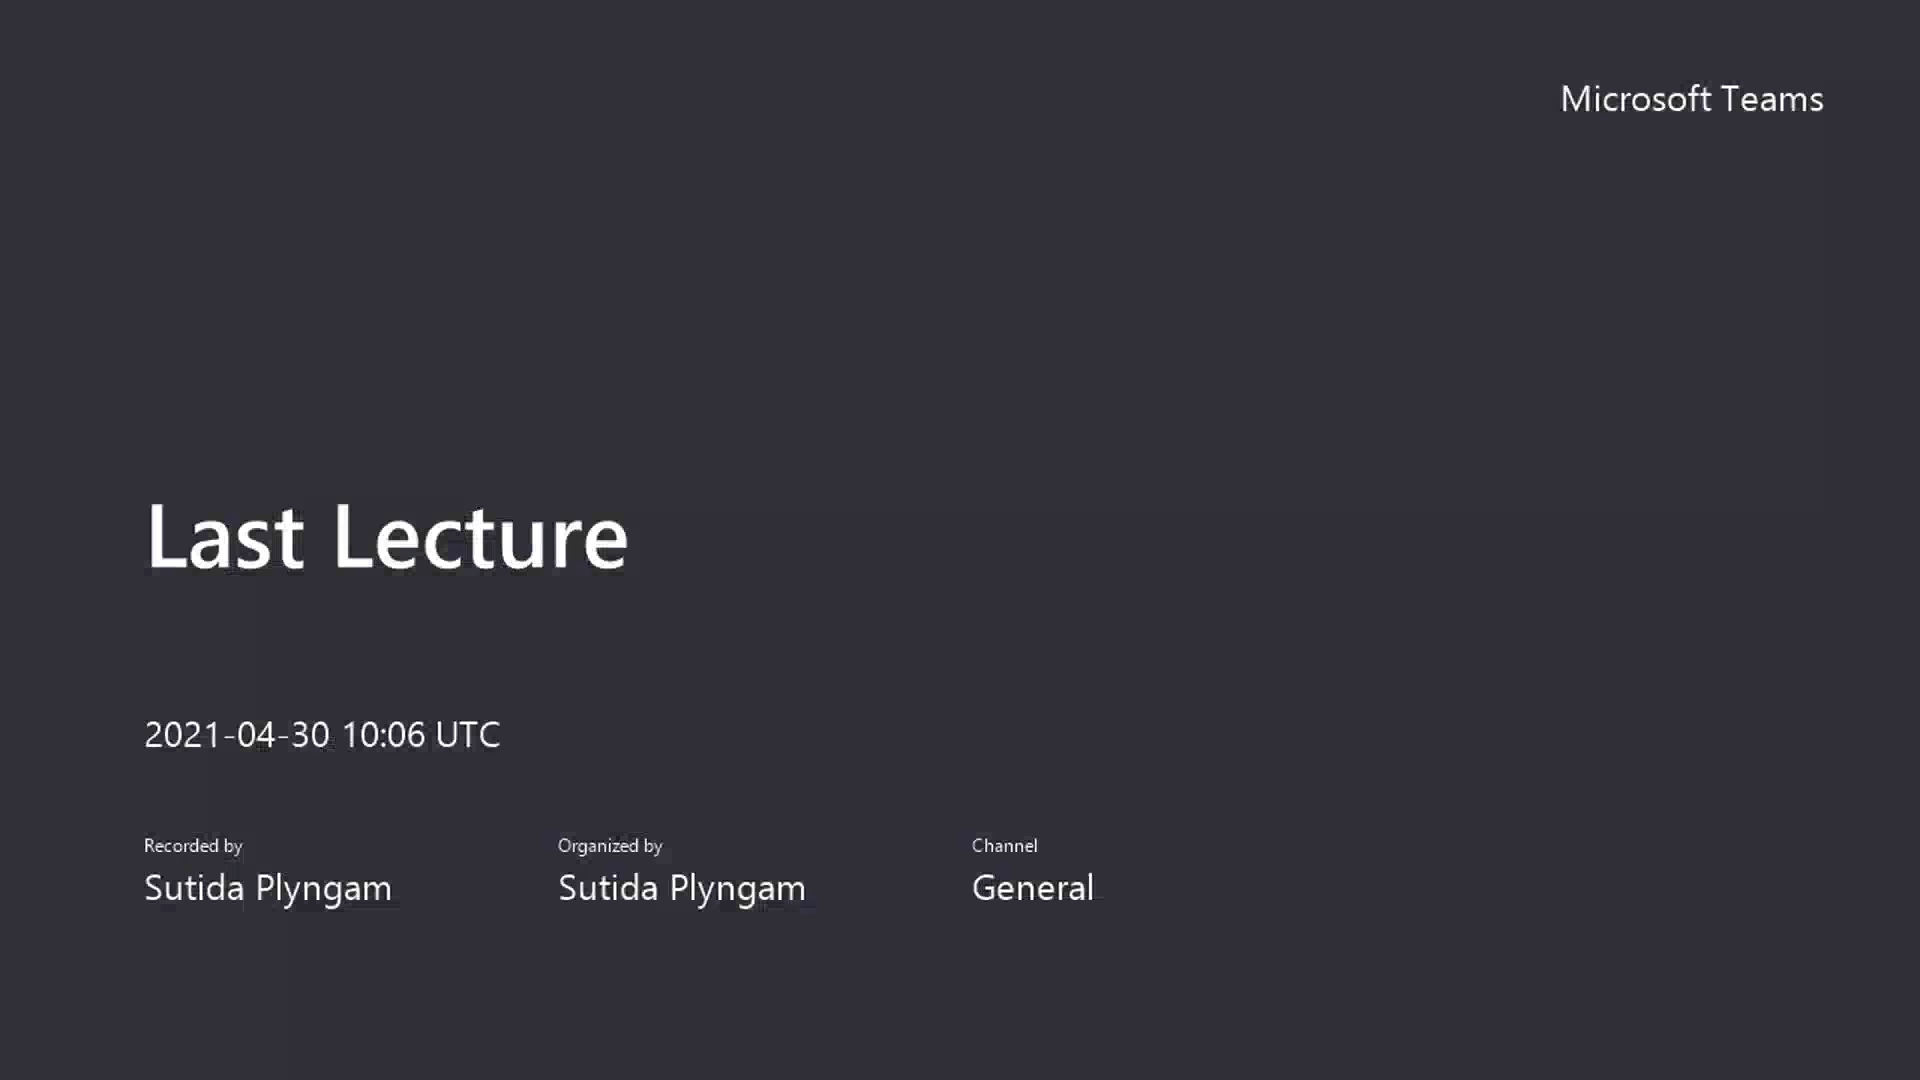 Microsoft Teams
Last Lecture
2021-04-30 10:06 UTC
Recorded by
Sutida Plyngam
Organized by
Sutida Plyngam
Channel
General